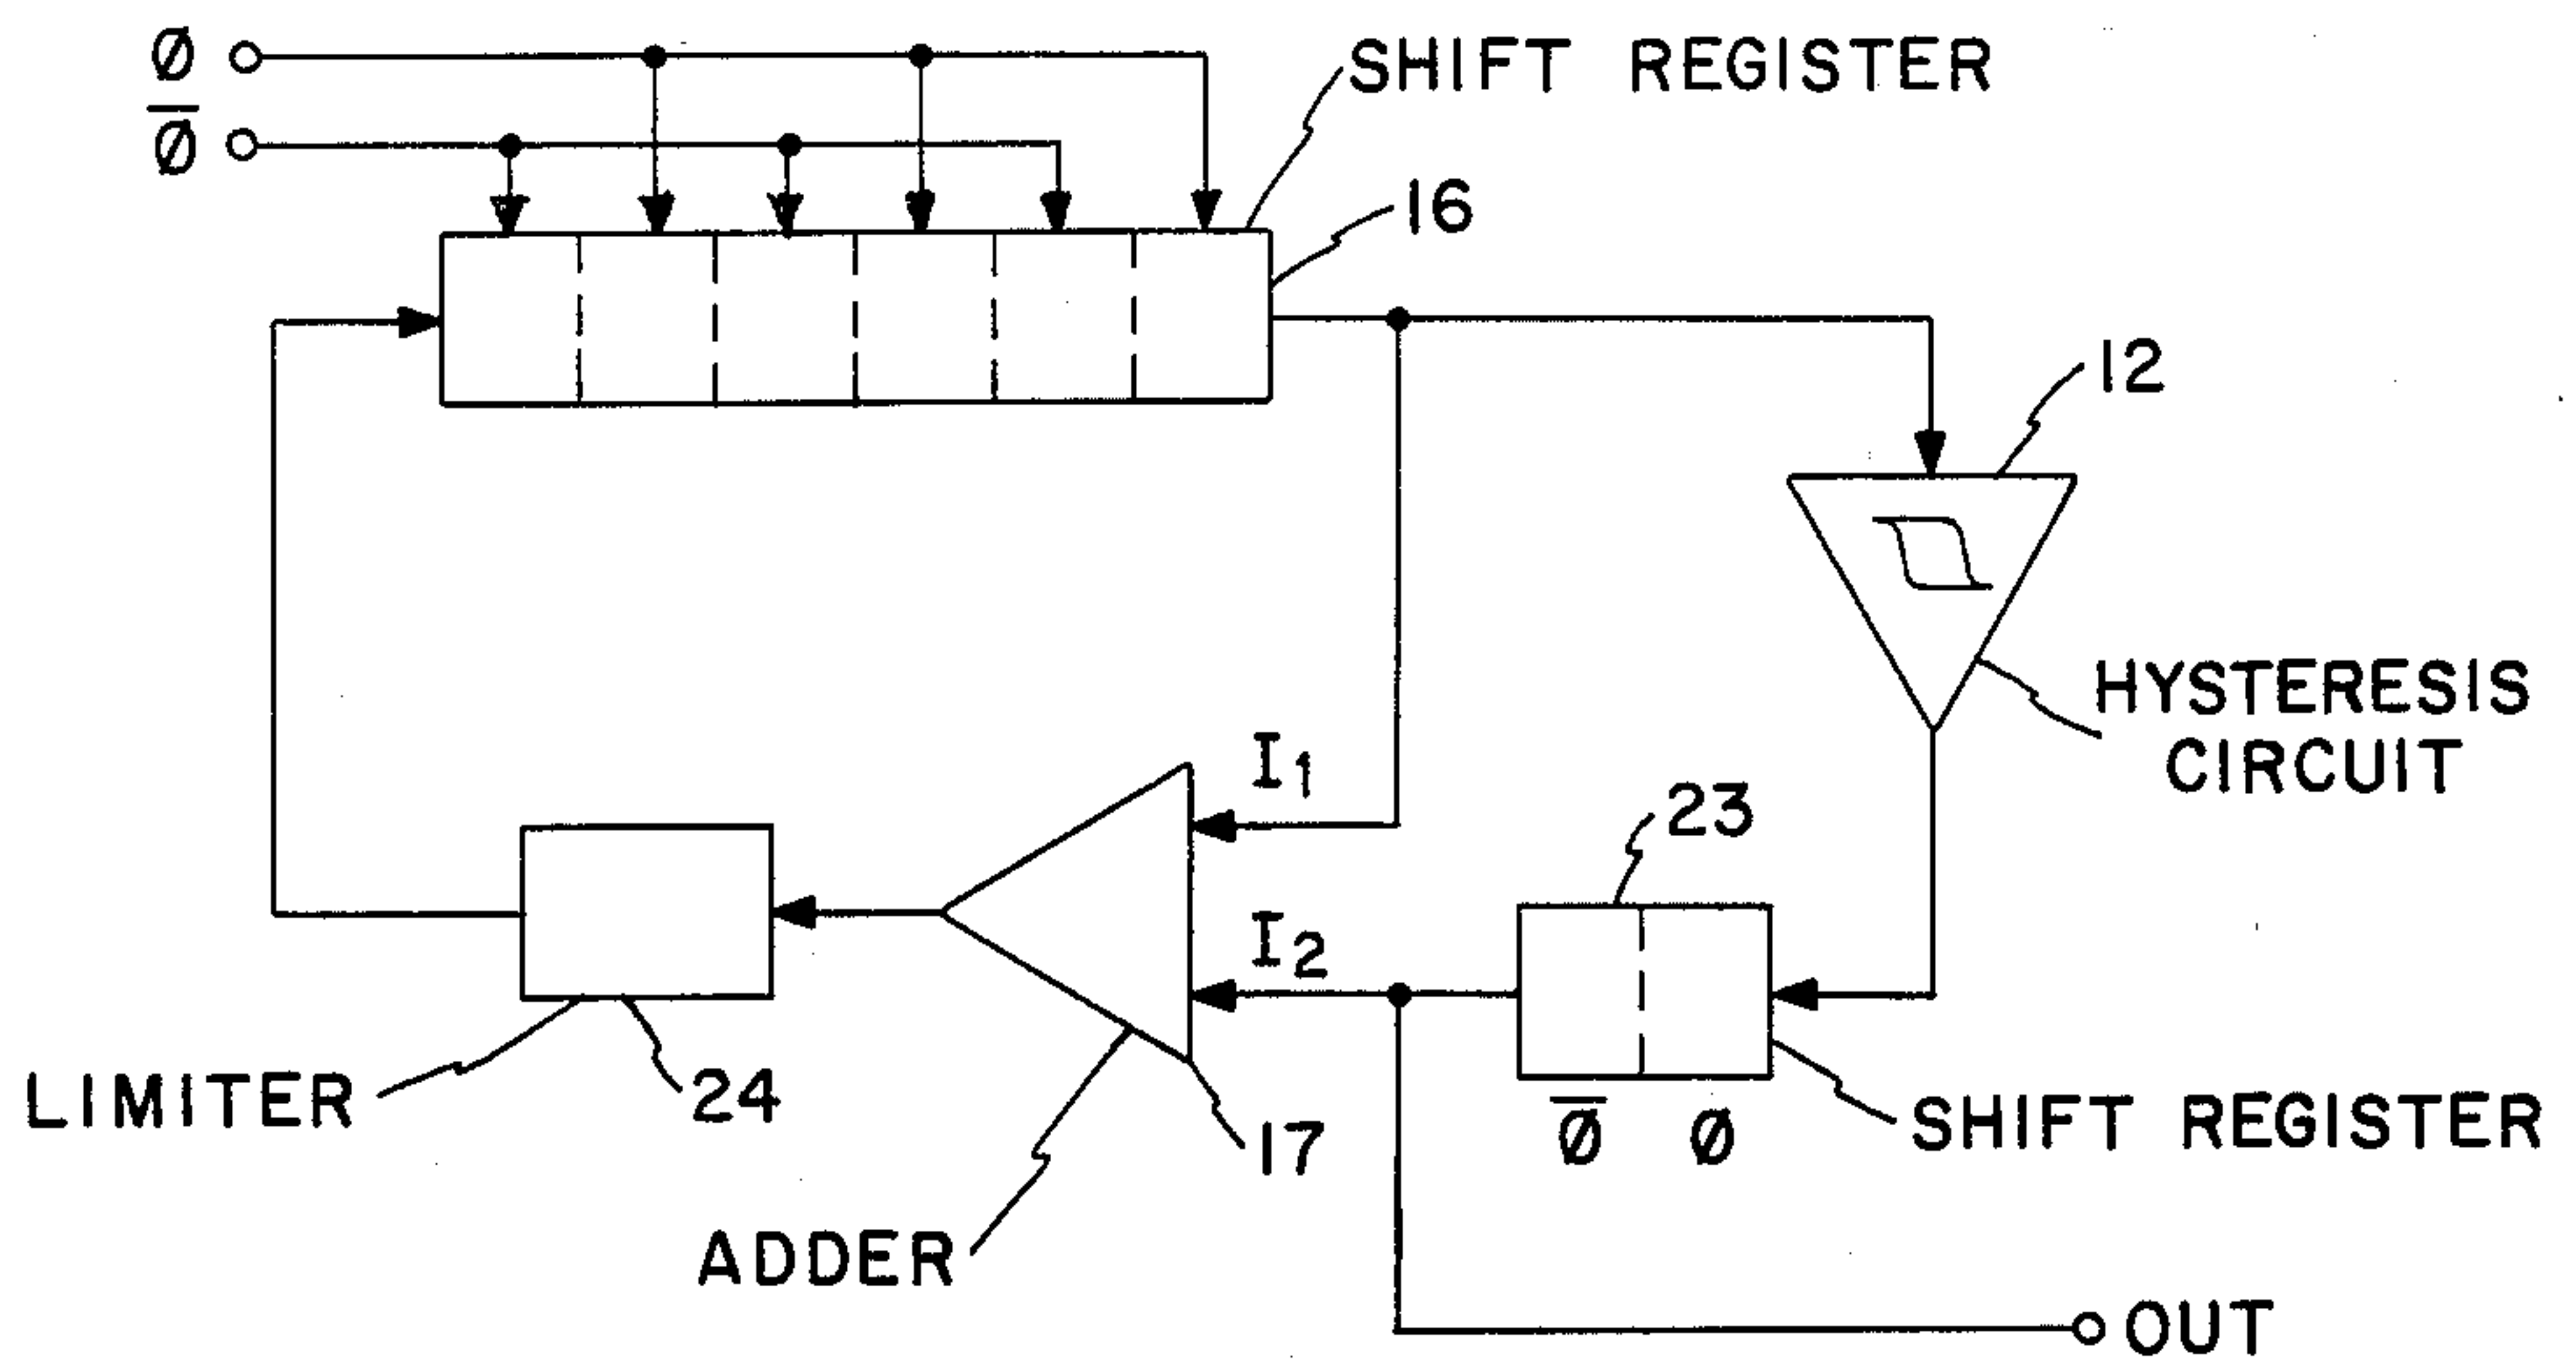 Ø
SHIFT REGISTER
Ø̅
16
12
HYSTERESIS
CIRCUIT
I1
23
I2
LIMITER
24
17
Ø̅ Ø
SHIFT REGISTER
ADDER
OUT